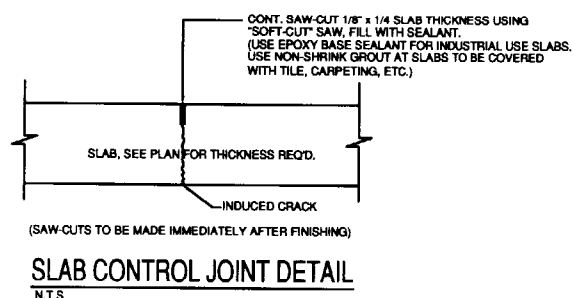 CONT. SAW-CUT 1/8" x 1/4 SLAB THICKNESS USING
"SOFT-CUT" SAW, FILL WITH SEALANT.
(USE EPOXY BASE SEALANT FOR INDUSTRIAL USE SLABS.
USE NON-SHRINK GROUT AT SLABS TO BE COVERED
WITH TILE, CARPETING, ETC.)
SLAB, SEE PLAN FOR THICKNESS REQ'D.
INDUCED CRACK
(SAW-CUTS TO BE MADE IMMEDIATELY AFTER FINISHING)
SLAB CONTROL JOINT DETAIL
N.T.S.